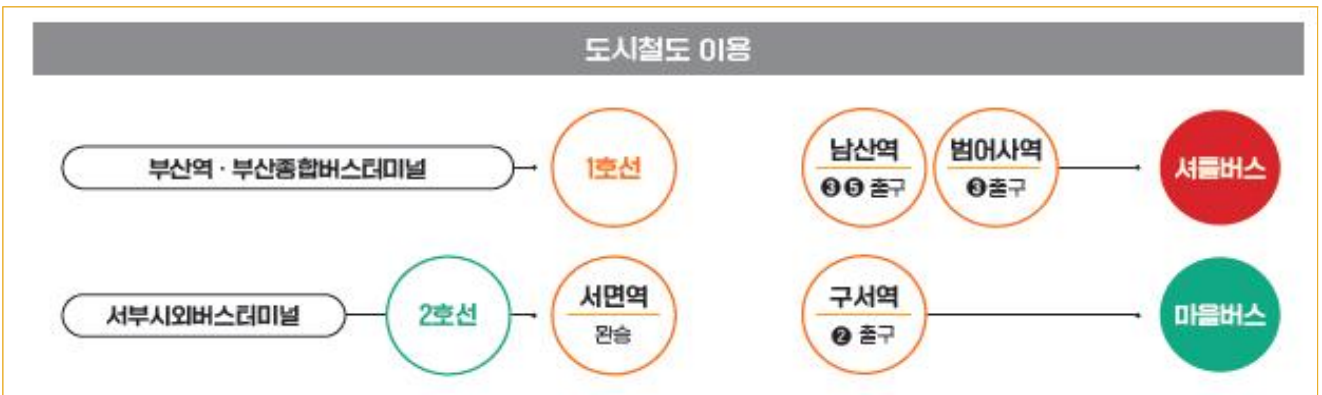 도시철도 이용
부산역 · 부산종합버스터미널
1호선
남산역
❸❺ 출구
범어사역
❸출구
셔틀버스
서부시외버스터미널
2호선
서면역
환승
구서역
❷ 출구
마을버스